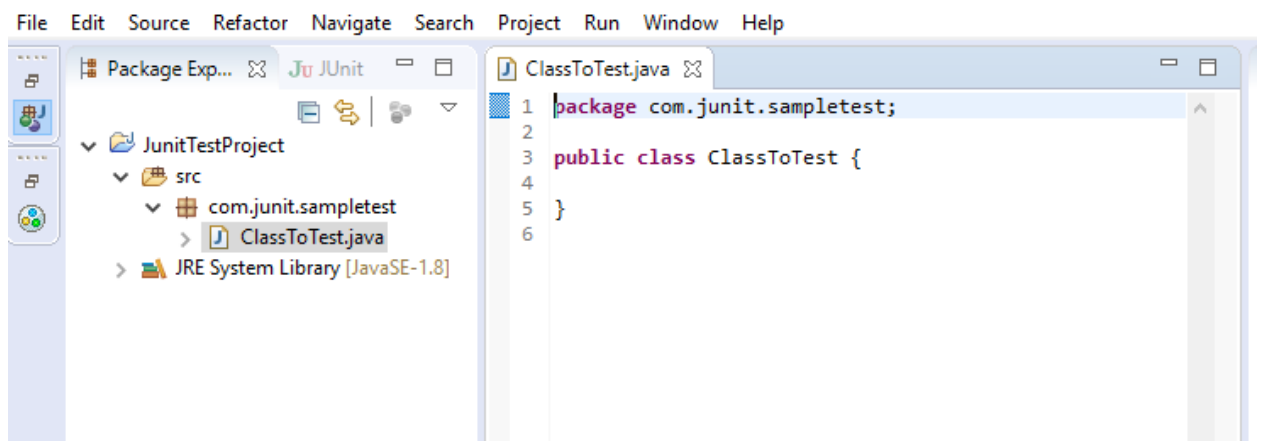 File Edit Source Refactor Navigate Search Project Run Window Help
Package Exp... JUnit
JunitTestProject
src
com.junit.sampletest
ClassToTest.java
JRE System Library [JavaSE-1.8]
ClassToTest.java
1 package com.junit.sampletest;
2
3 public class ClassToTest {
4
5 }
6